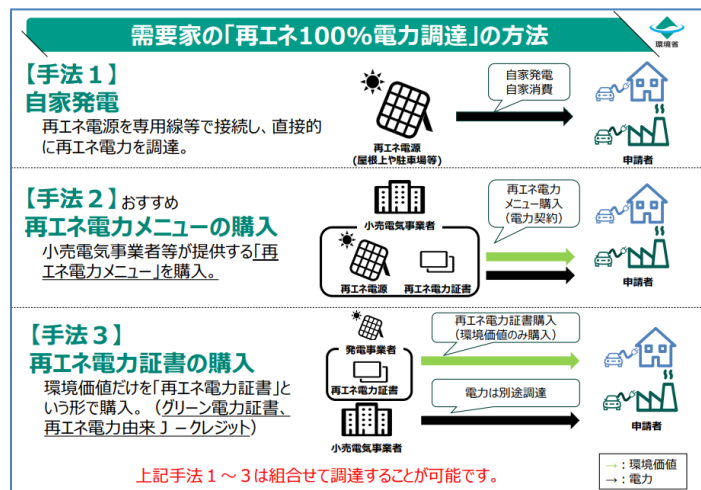 需要家の「再エネ100%電力調達」の方法
環境省
【手法1】
自家発電
再エネ電源を専用線等で接続し、直接的
に再エネ電力を調達。
再エネ電源
(屋根上や駐車場等)
自家発電
自家消費
申請者
【手法2】おすすめ
再エネ電力メニューの購入
小売電気事業者等が提供する「再
エネ電力メニュー」を購入。
小売電気事業者
再エネ電源 再エネ電力証書
再エネ電力
メニュー購入
(電力契約)
申請者
【手法3】
再エネ電力証書の購入
環境価値だけを「再エネ電力証書」と
いう形で購入。(グリーン電力証書、
再エネ電力由来J-クレジット)
発電事業者
再エネ電力証書
小売電気事業者
再エネ電力証書購入
(環境価値のみ購入)
電力は別途調達
申請者
上記手法1~3は組合せて調達することが可能です。
→:環境価値
→:電力